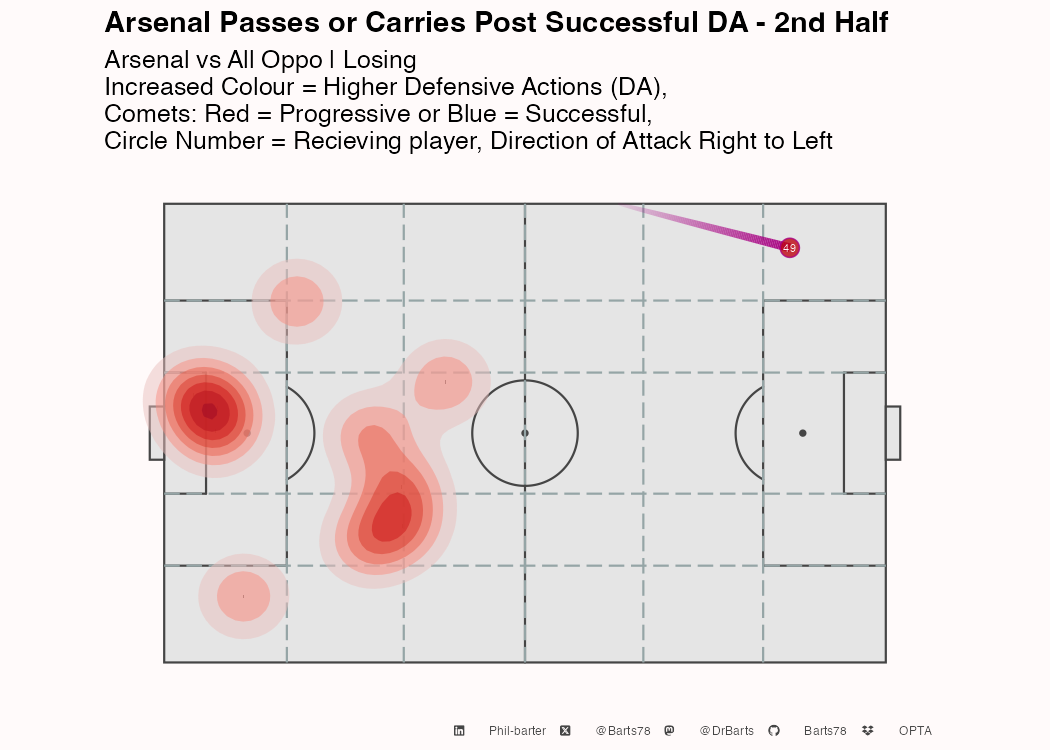 Arsenal Passes or Carries Post Successful DA - 2nd Half
Arsenal vs All Oppo | Losing
Increased Colour = Higher Defensive Actions (DA),
Comets: Red = Progressive or Blue = Successful,
Circle Number = Recieving player, Direction of Attack Right to Left
49
Phil-barter @Barts78 @DrBarts Barts78 OPTA